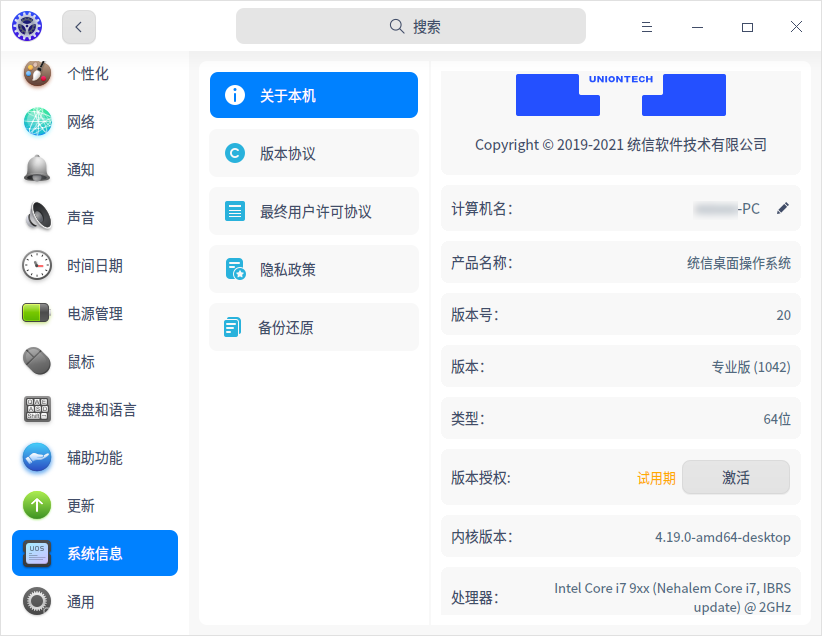 搜索
个性化
网络
通知
声音
时间日期
电源管理
鼠标
键盘和语言
辅助功能
更新
UOS
系统信息
通用
关于本机
版本协议
最终用户许可协议
隐私政策
备份还原
UNIONTECH
Copyright © 2019-2021 统信软件技术有限公司
计算机名： -PC
产品名称： 统信桌面操作系统
版本号： 20
版本： 专业版 (1042)
类型： 64位
版本授权: 试用期 激活
内核版本： 4.19.0-amd64-desktop
处理器： Intel Core i7 9xx (Nehalem Core i7, IBRS
update) @ 2GHz